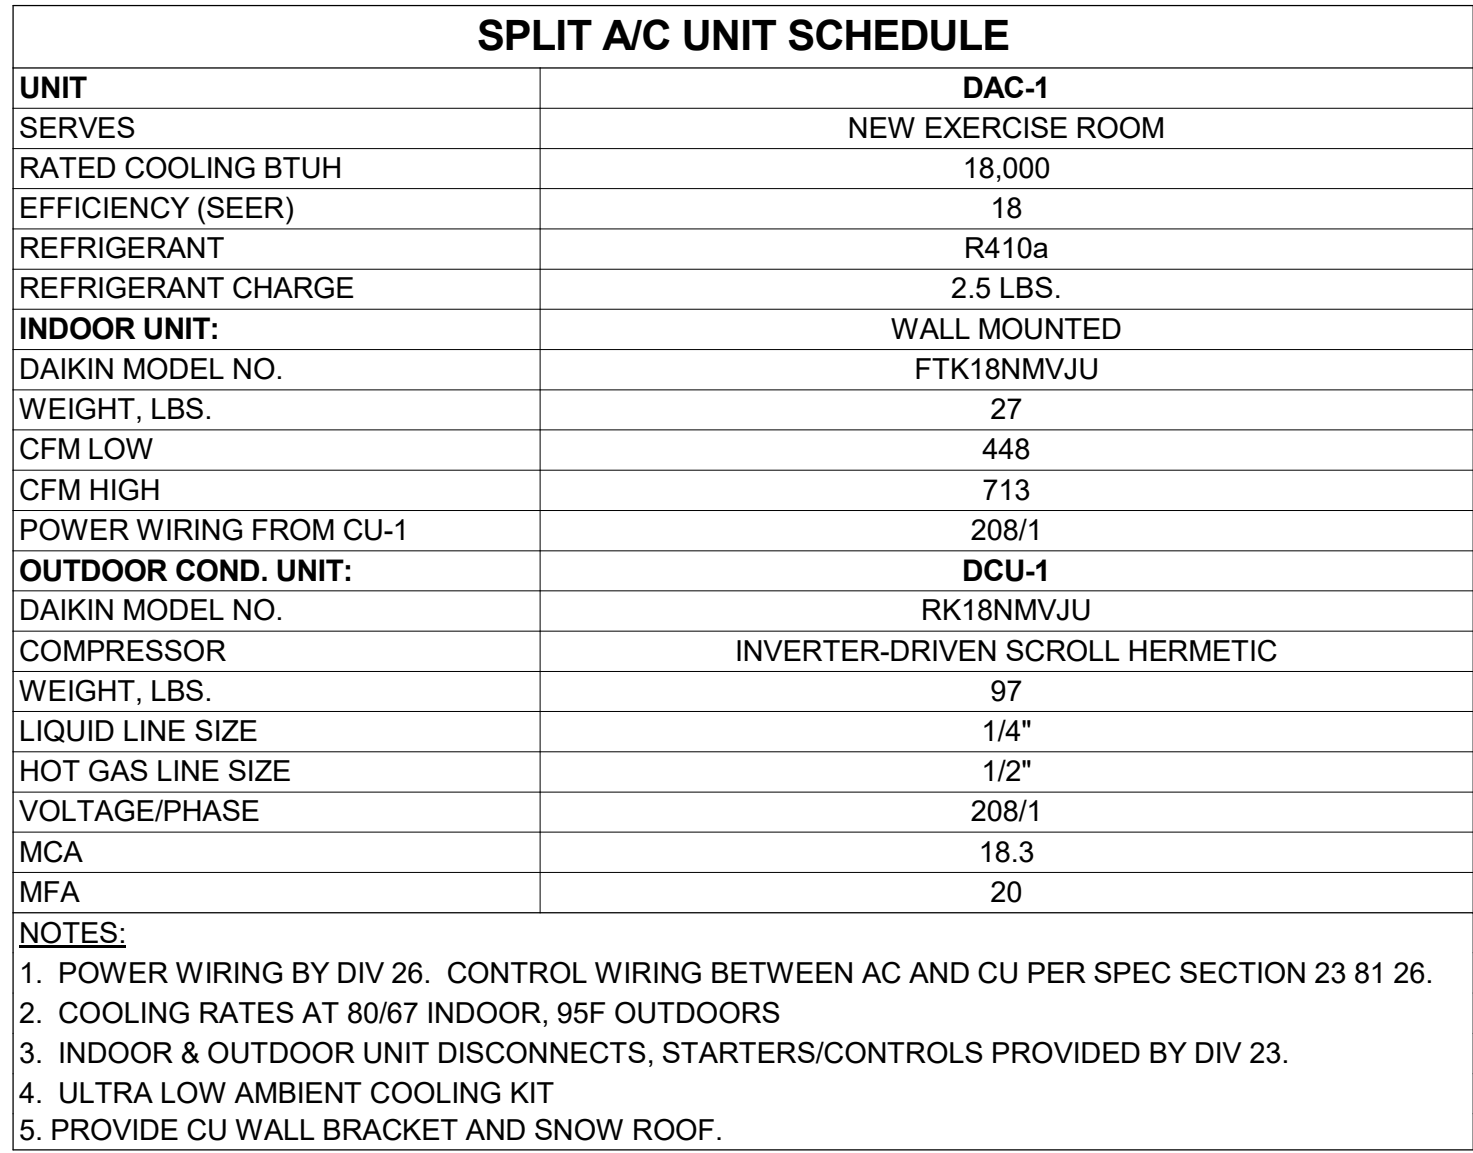 SPLIT A/C UNIT SCHEDULE
UNIT DAC-1
SERVES NEW EXERCISE ROOM
RATED COOLING BTUH 18,000
EFFICIENCY (SEER) 18
REFRIGERANT R410a
REFRIGERANT CHARGE 2.5 LBS.
INDOOR UNIT: WALL MOUNTED
DAIKIN MODEL NO. FTK18NMVJU
WEIGHT, LBS. 27
CFM LOW 448
CFM HIGH 713
POWER WIRING FROM CU-1 208/1
OUTDOOR COND. UNIT: DCU-1
DAIKIN MODEL NO. RK18NMVJU
COMPRESSOR INVERTER-DRIVEN SCROLL HERMETIC
WEIGHT, LBS. 97
LIQUID LINE SIZE 1/4"
HOT GAS LINE SIZE 1/2"
VOLTAGE/PHASE 208/1
MCA 18.3
MFA 20
NOTES:
1. POWER WIRING BY DIV 26. CONTROL WIRING BETWEEN AC AND CU PER SPEC SECTION 23 81 26.
2. COOLING RATES AT 80/67 INDOOR, 95F OUTDOORS
3. INDOOR & OUTDOOR UNIT DISCONNECTS, STARTERS/CONTROLS PROVIDED BY DIV 23.
4. ULTRA LOW AMBIENT COOLING KIT
5. PROVIDE CU WALL BRACKET AND SNOW ROOF.